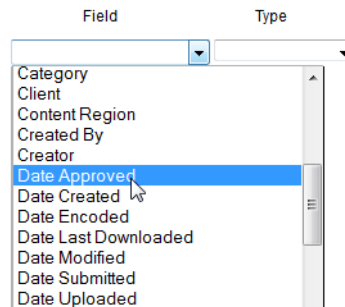 Field Type
Category
Client
Content Region
Created By
Creator
Date Approved
Date Created
Date Encoded
Date Last Downloaded
Date Modified
Date Submitted
Date Uploaded